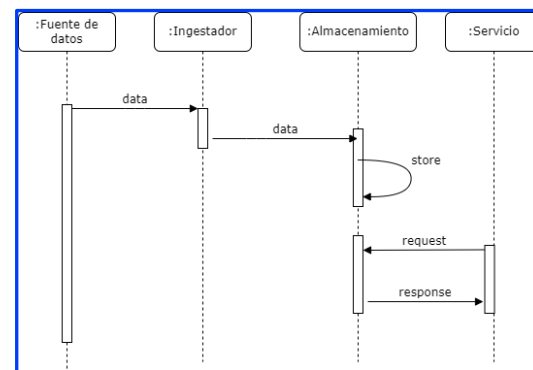 :Fuente de
datos
:Ingestador
:Almacenamiento
:Servicio
data
data
store
request
response